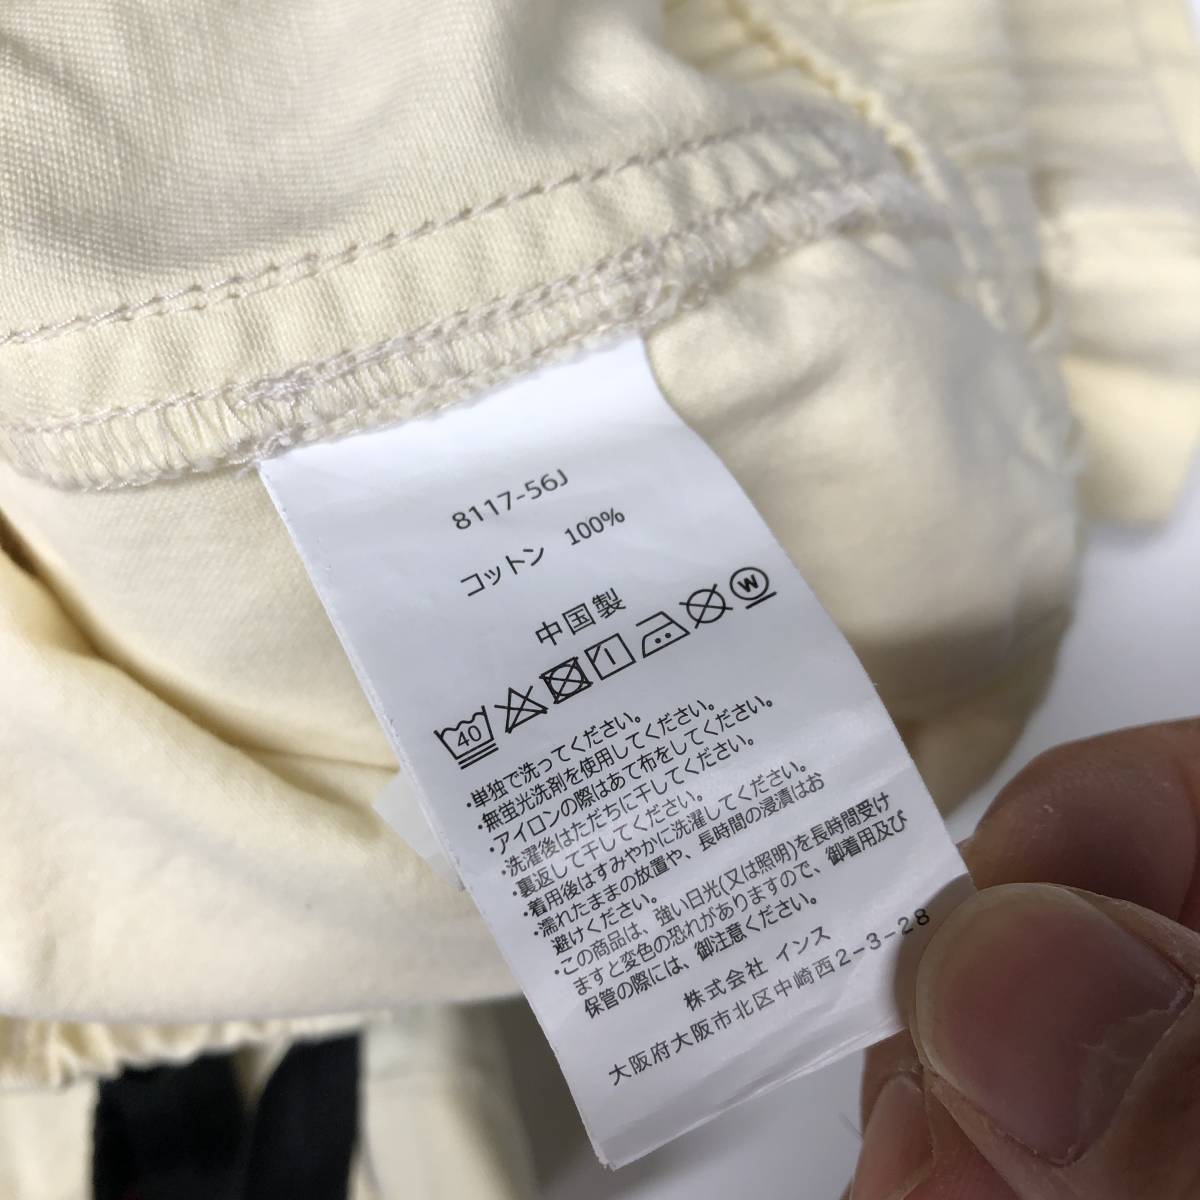 8117-56J
コットン 100%
中国製
40 W
・単独で洗ってください。
・無蛍光洗剤を使用してください。
・アイロンの際はあて布をしてください。
・洗濯後はただちに干してください。
・裏返して干してください。
・着用後はすみやかに洗濯してください。
・濡れたままの放置や、長時間の浸漬はお
避けください。
・この商品は、強い日光(又は照明)を長時間受け
ますと変色の恐れがありますので、御着用及び
保管の際には、御注意ください。
株式会社 インス
大阪府大阪市北区中崎西2-3-28